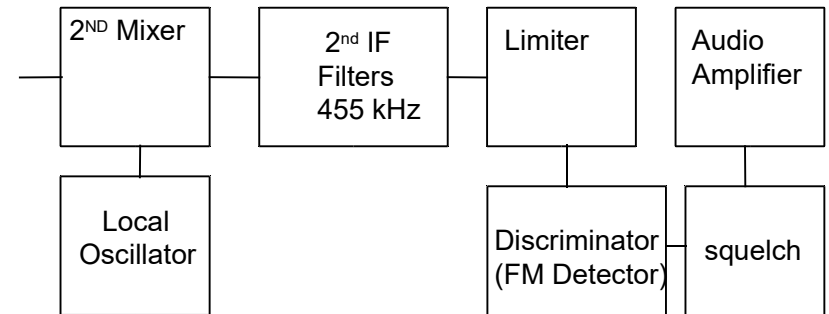 2ND Mixer
2nd IF
Filters
455 kHz
Limiter
Audio
Amplifier
Local
Oscillator
Discriminator
(FM Detector)
squelch